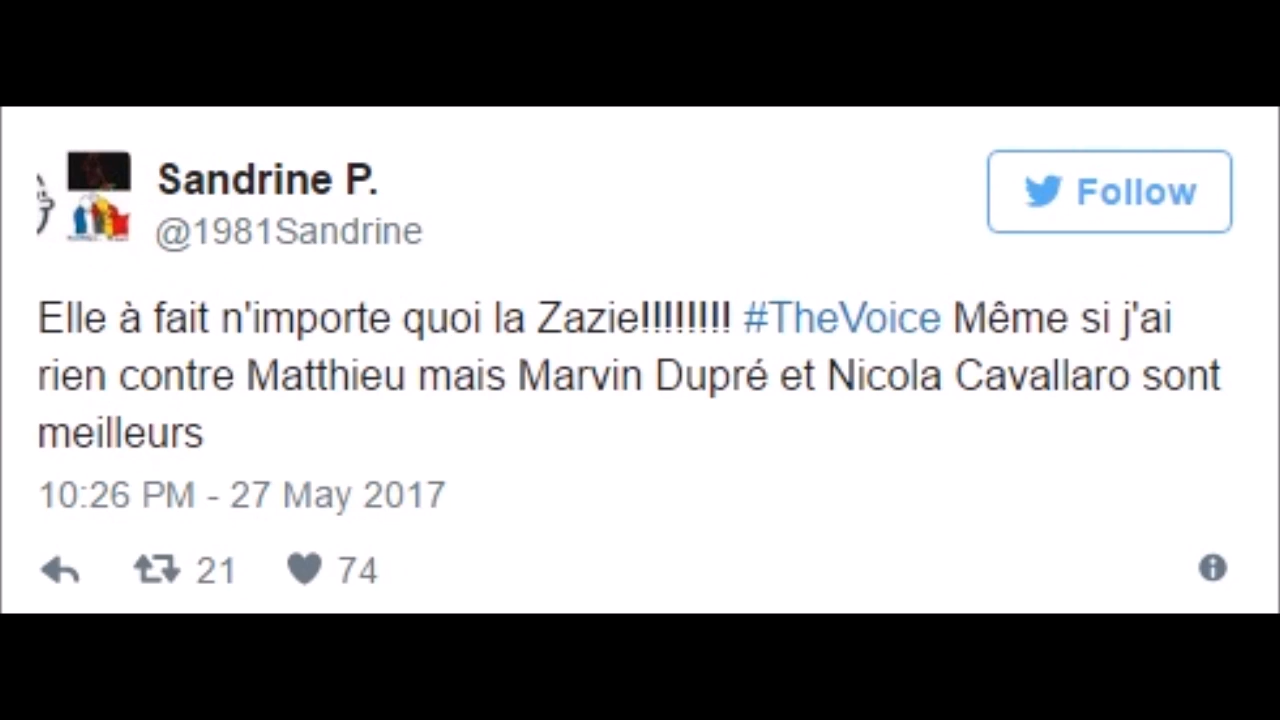 Sandrine P.
@1981Sandrine
Follow
Elle à fait n'importe quoi la Zazie!!!!!!!! #TheVoice Même si j'ai
rien contre Matthieu mais Marvin Dupré et Nicola Cavallaro sont
meilleurs
10:26 PM - 27 May 2017
21 74